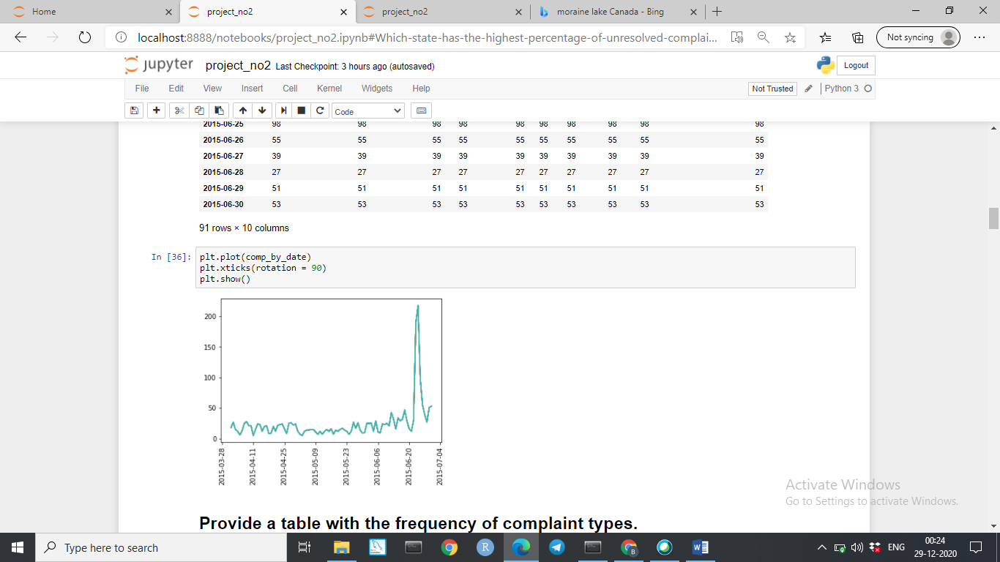 Home
project_no2
project_no2
moraine lake Canada - Bing
localhost:8888/notebooks/project_no2.ipynb#Which-state-has-the-highest-percentage-of-unresolved-complai...
Not syncing
jupyter project_no2 Last Checkpoint: 3 hours ago (autosaved)
Logout
File Edit View Insert Cell Kernel Widgets Help
Not Trusted
Python 3
Code
2015-06-25 98 98 98 98 98 98 98 98 98 98
2015-06-26 55 55 55 55 55 55 55 55 55 55
2015-06-27 39 39 39 39 39 39 39 39 39 39
2015-06-28 27 27 27 27 27 27 27 27 27 27
2015-06-29 51 51 51 51 51 51 51 51 51 51
2015-06-30 53 53 53 53 53 53 53 53 53 53
91 rows × 10 columns
In [36]:
plt.plot(comp_by_date)
plt.xticks(rotation = 90)
plt.show()
200
150
100
50
0
2015-03-28
2015-04-11
2015-04-25
2015-05-09
2015-05-23
2015-06-06
2015-06-20
2015-07-04
Activate Windows
Go to Settings to activate Windows.
Provide a table with the frequency of complaint types.
Type here to search
R
B
W
ENG
00:24
29-12-2020